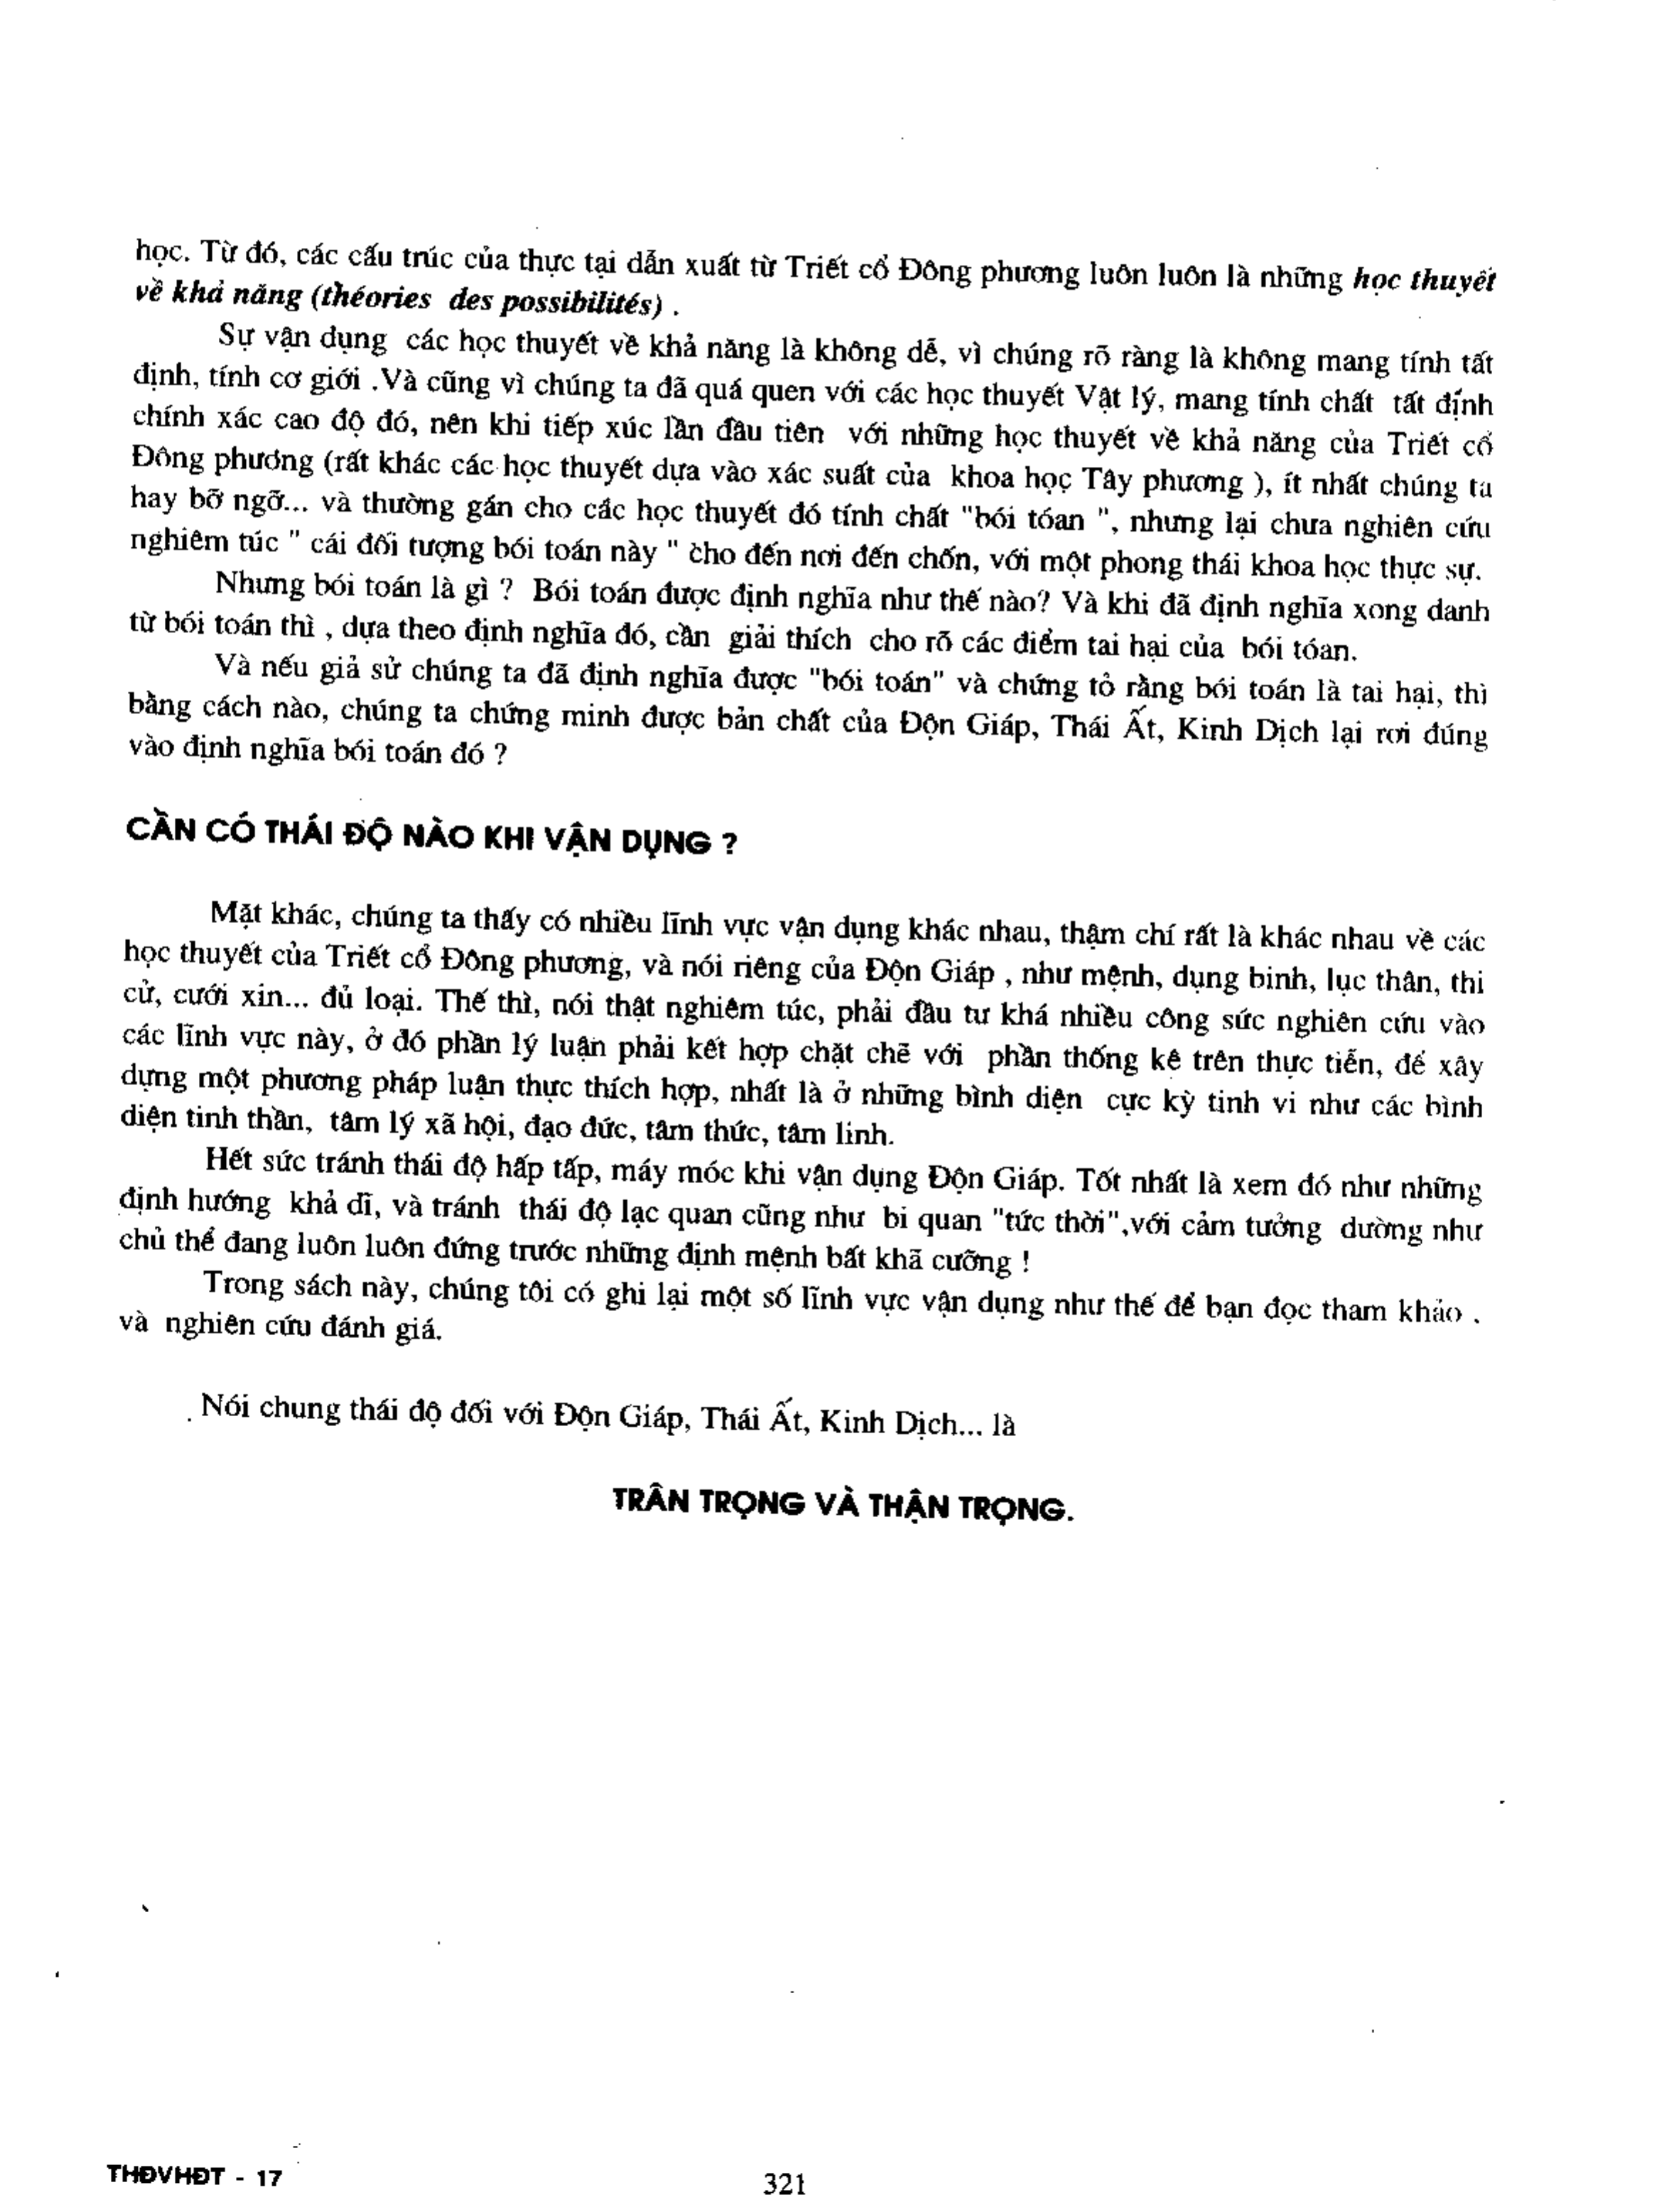 học. Từ đó, các cấu trúc của thực tại dẫn xuất từ Triết cổ Đông phương luôn luôn là những học thuyết
về khả năng (théories des possibilités) .
Sự vận dụng các học thuyết về khả năng là không dễ, vì chúng rõ ràng là không mang tính tất
định, tính cơ giới .Và cũng vì chúng ta đã quá quen với các học thuyết Vật lý, mang tính chất tất định
chính xác cao độ đó, nên khi tiếp xúc lần đầu tiên với những học thuyết về khả năng của Triết cổ
Đông phương (rất khác các học thuyết dựa vào xác suất của khoa học Tây phương ), ít nhất chúng ta
hay bỡ ngỡ... và thường gán cho các học thuyết đó tính chất "bói tóan ", nhưng lại chưa nghiên cứu
nghiêm túc " cái đối tượng bói toán này " cho đến nơi đến chốn, với một phong thái khoa học thực sự.
Nhưng bói toán là gì ? Bói toán được định nghĩa như thế nào? Và khi đã định nghĩa xong danh
từ bói toán thì , dựa theo định nghĩa đó, cần giải thích cho rõ các điểm tai hại của bói tóan.
Và nếu giả sử chúng ta đã định nghĩa được "bói toán" và chứng tỏ rằng bói toán là tai hại, thì
bằng cách nào, chúng ta chứng minh được bản chất của Độn Giáp, Thái Ất, Kinh Dịch lại rơi đúng
vào định nghĩa bói toán đó ?
CẦN CÓ THÁI ĐỘ NÀO KHI VẬN DỤNG ?
Mặt khác, chúng ta thấy có nhiều lĩnh vực vận dụng khác nhau, thậm chí rất là khác nhau về các
học thuyết của Triết cổ Đông phương, và nói riêng của Độn Giáp , như mệnh, dụng binh, lục thân, thi
cử, cưới xin... đủ loại. Thế thì, nói thật nghiêm túc, phải đầu tư khá nhiều công sức nghiên cứu vào
các lĩnh vực này, ở đó phần lý luận phải kết hợp chặt chẽ với phần thống kê trên thực tiễn, để xây
dựng một phương pháp luận thực thích hợp, nhất là ở những bình diện cực kỳ tinh vi như các bình
diện tinh thần, tâm lý xã hội, đạo đức, tâm thức, tâm linh.
Hết sức tránh thái độ hấp tấp, máy móc khi vận dụng Độn Giáp. Tốt nhất là xem đó như những
định hướng khả dĩ, và tránh thái độ lạc quan cũng như bi quan "tức thời",với cảm tưởng dường như
chủ thể đang luôn luôn đứng trước những định mệnh bất khã cưỡng !
Trong sách này, chúng tôi có ghi lại một số lĩnh vực vận dụng như thế để bạn đọc tham khảo .
và nghiên cứu đánh giá.
Nói chung thái độ đối với Độn Giáp, Thái Ất, Kinh Dịch... là
TRÂN TRỌNG VÀ THẬN TRỌNG.
THĐVHĐT - 17
321